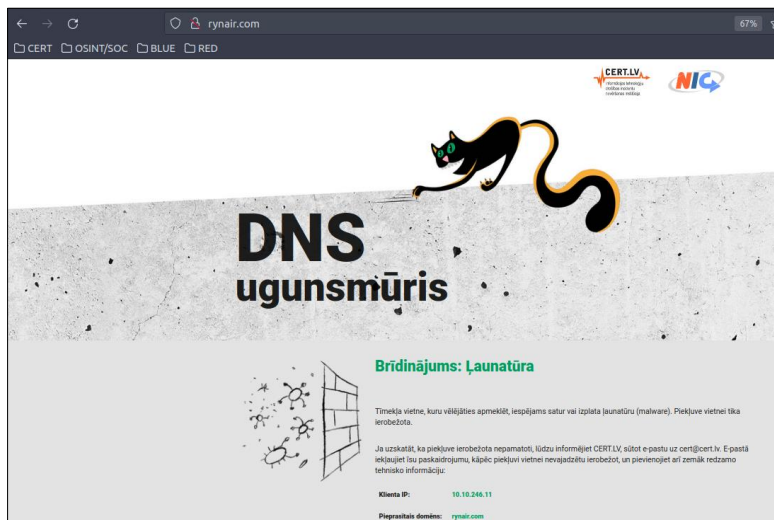 rynair.com
67%
CERT OSINT/SOC BLUE RED
CERT.LV
NIC
DNS
ugunsmūris
Brīdinājums: Ļaunatūra
Tīmekļa vietne, kuru vēlējāties apmeklēt, iespējams satur vai izplata ļaunatūru (malware). Piekļuve vietnei tika
ierobežota.
Ja uzskatāt, ka piekļuve ierobežota nepamatoti, lūdzu informējiet CERT.LV, sūtot e-pastu uz cert@cert.lv. E-pastā
iekļaujiet īsu paskaidrojumu, kāpēc piekļuvi vietnei nevajadzētu ierobežot, un pievienojiet arī zemāk redzamo
tehnisko informāciju:
Klienta IP: 10.10.246.11
Pieprasītais domēns: rynair.com